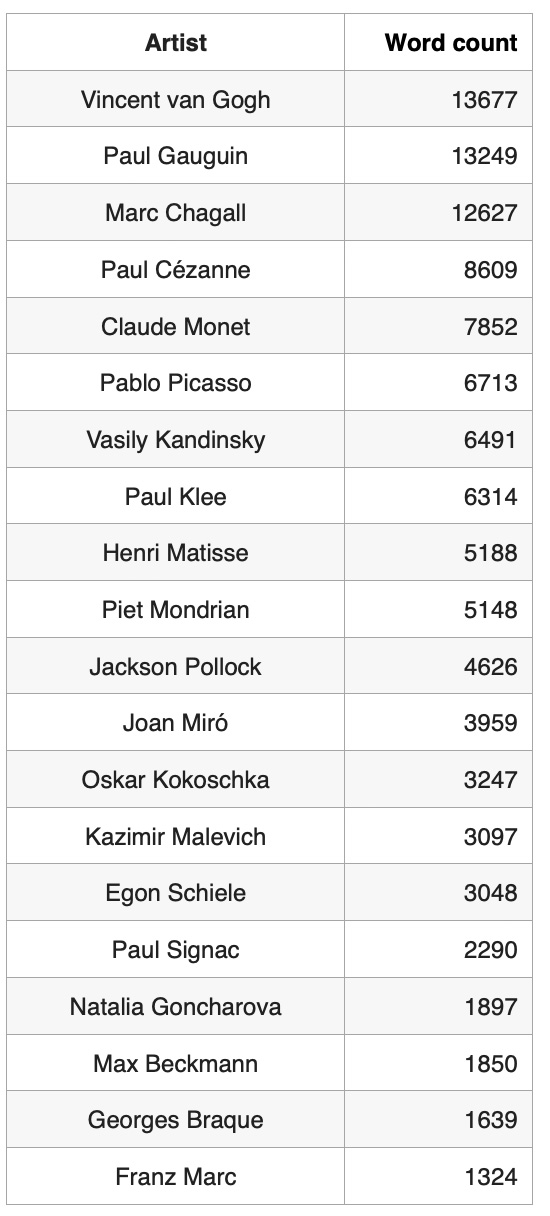 Artist Word count
Vincent van Gogh 13677
Paul Gauguin 13249
Marc Chagall 12627
Paul Cézanne 8609
Claude Monet 7852
Pablo Picasso 6713
Vasily Kandinsky 6491
Paul Klee 6314
Henri Matisse 5188
Piet Mondrian 5148
Jackson Pollock 4626
Joan Miró 3959
Oskar Kokoschka 3247
Kazimir Malevich 3097
Egon Schiele 3048
Paul Signac 2290
Natalia Goncharova 1897
Max Beckmann 1850
Georges Braque 1639
Franz Marc 1324